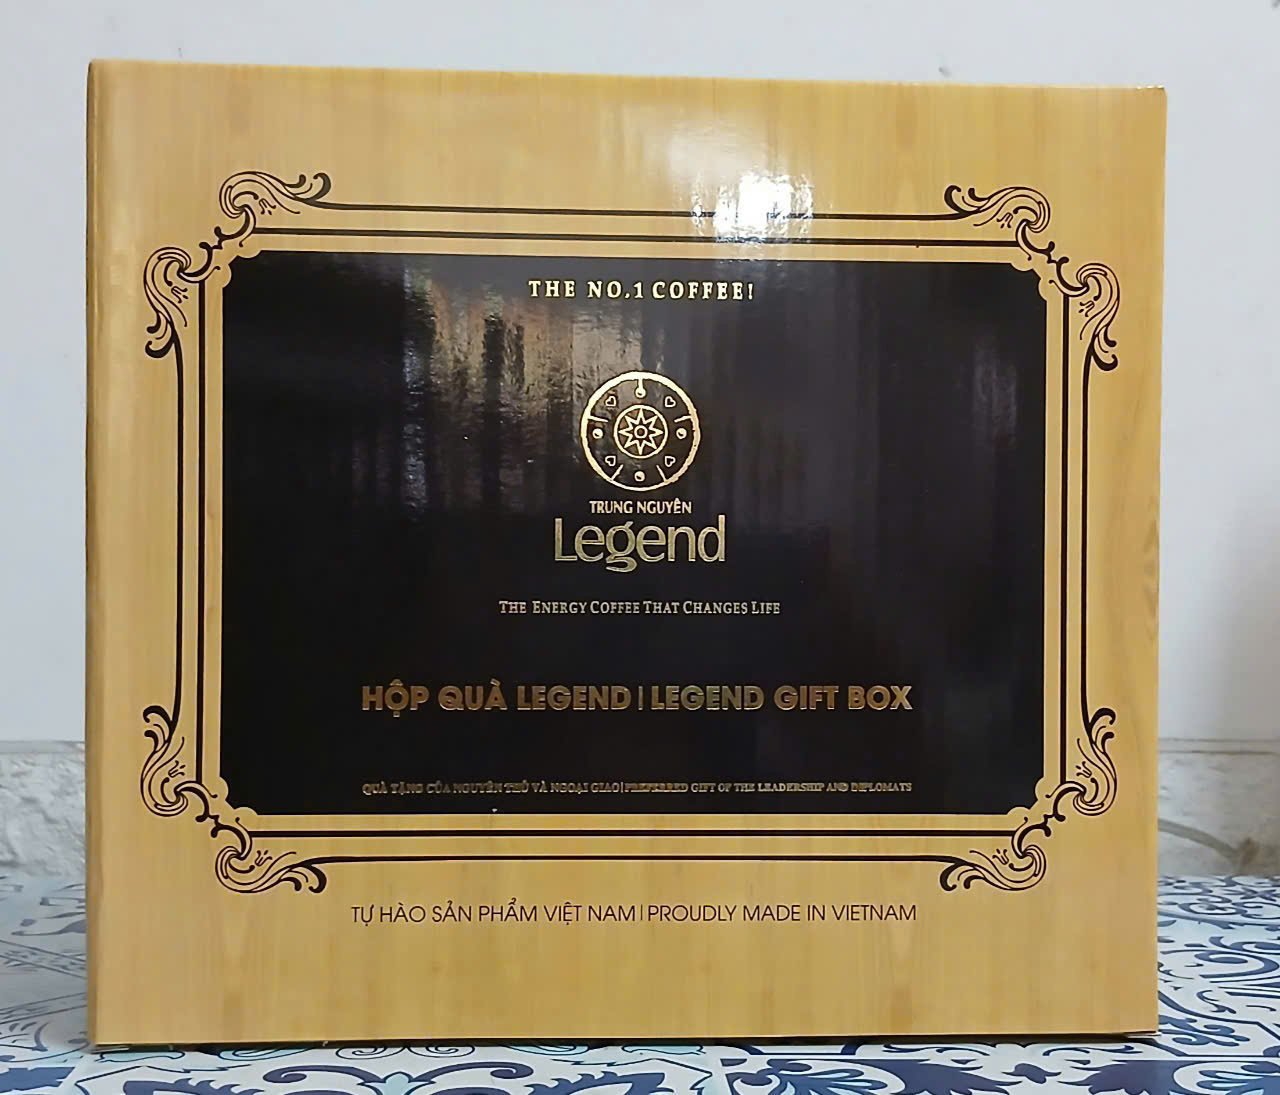 THE NO.1 COFFEE!
TRUNG NGUYÊN
Legend
THE ENERGY COFFEE THAT CHANGES LIFE
HỘP QUÀ LEGEND | LEGEND GIFT BOX
QUÀ TẶNG CỦA NGUYÊN THỦ VÀ NGOẠI GIAO | PREFERRED GIFT OF THE LEADERSHIP AND DIPLOMATS
TỰ HÀO SẢN PHẨM VIỆT NAM | PROUDLY MADE IN VIETNAM